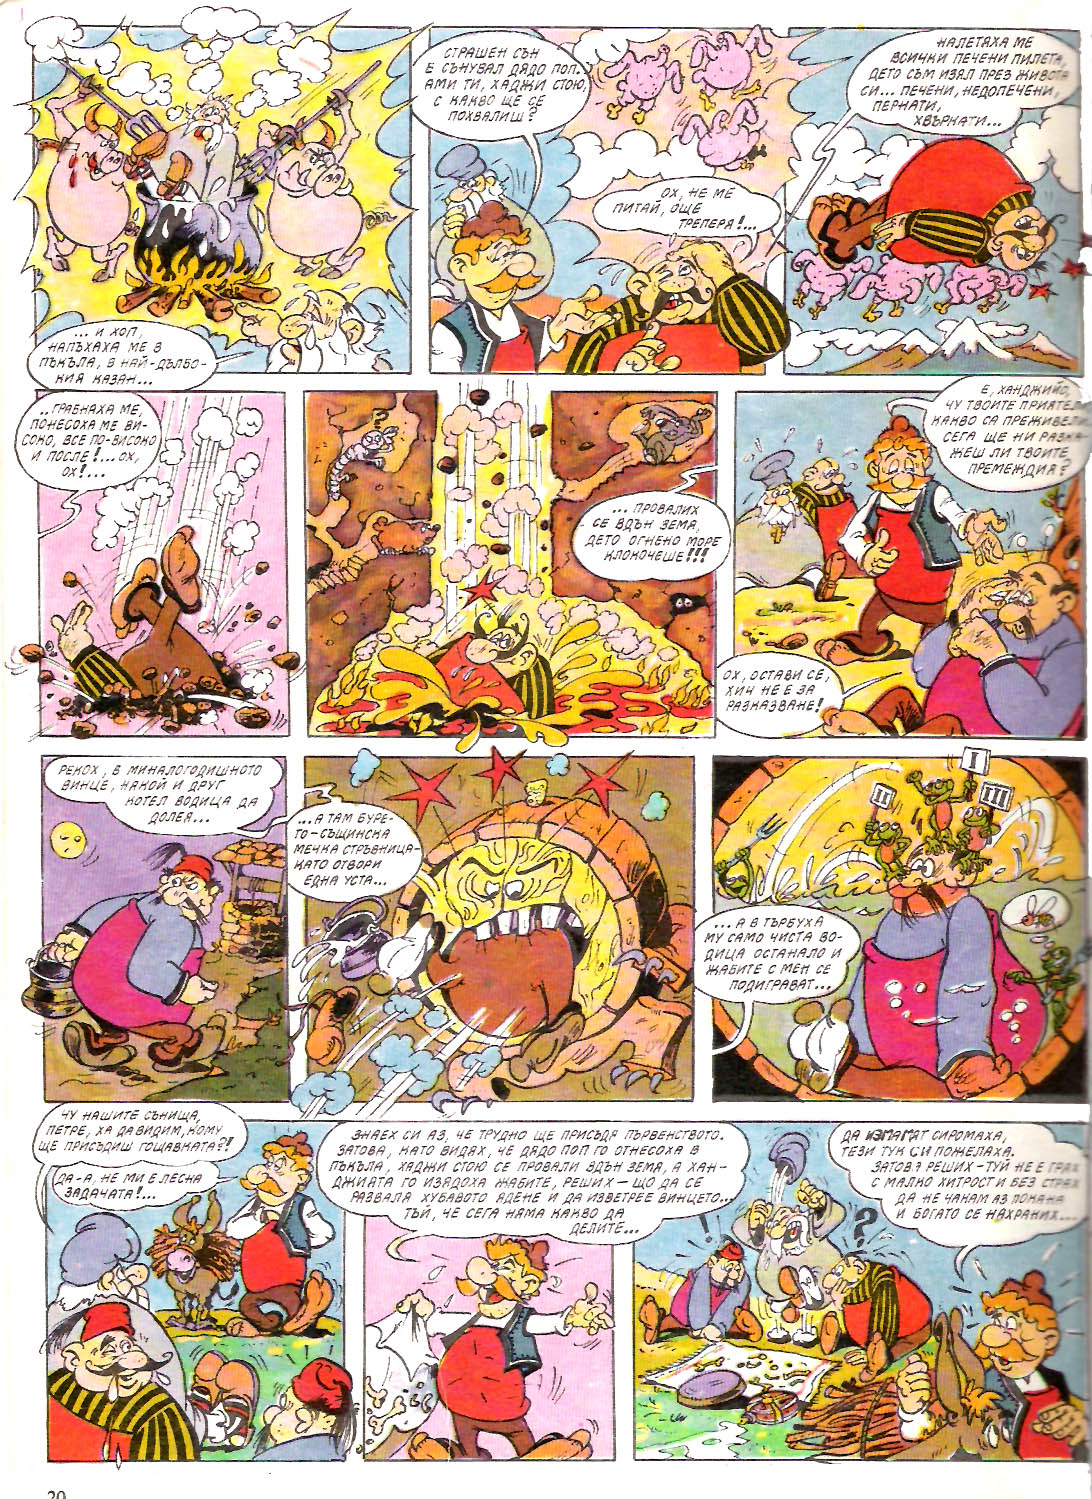 ... И ХОП,
НАПЪХАХА МЕ В
ПЪКЪЛА, В НАЙ-ДЪЛБО-
КИЯ КАЗАН...
СТРАШЕН СЪН
Е СЪНУВАЛ ДЯДО ПОП.
АМИ ТИ, ХАДЖИ СТОЮ,
С КАКВО ЩЕ СЕ
ПОХВАЛИШ?
ОХ, НЕ МЕ
ПИТАЙ, ОЩЕ
ТРЕПЕРЯ!...
НАЛЕТЯХА МЕ
ВСИЧКИ ПЕЧЕНИ ПИЛЕТА,
ДЕТО СЪМ ИЗЯЛ ПРЕЗ ЖИВОТА
СИ... ПЕЧЕНИ, НЕДОПЕЧЕНИ,
ПЕРНАТИ,
ХВЪРКАТИ...
..ГРАБНАХА МЕ,
ПОНЕСОХА МЕ ВИ-
СОКО, ВСЕ ПО-ВИСОКО
И ПОСЛЕ!...ОХ,
ОХ!...
... ПРОВАЛИХ
СЕ ВДЪН ЗЕМЯ,
ДЕТО ОГНЕНО МОРЕ
КЛОКОЧЕШЕ!!!
Е, ХАНДЖИЙО,
ЧУ ТВОИТЕ ПРИЯТЕЛ
КАКВО СА ПРЕЖИВЕЛИ
СЕГА ЩЕ НИ РАЗКА
ЖЕШ ЛИ ТВОИТЕ
ПРЕМЕЖДИЯ?
ОХ, ОСТАВИ СЕ,
ХИЧ НЕ Е ЗА
РАЗКАЗВАНЕ!
РЕКОХ, В МИНАЛОГОДИШНОТО
ВИНЦЕ, НАКОЙ И ДРУГ
КОТЕЛ ВОДИЦА ДА
ДОЛЕЯ...
...А ТАМ БУРЕ-
ТО-СЪЩИНСКА
МЕЧКА СТРЪВНИЦА-
КАТО ОТВОРИ
ЕДНА УСТА...
I
II
III
...А В ТЪРБУХА
МУ САМО ЧИСТА ВО-
ДИЦА ОСТАНАЛО И
ЖАБИТЕ С МЕН СЕ
ПОДИГРАВАТ...
ЧУ НАШИТЕ СЪНИЩА,
ПЕТРЕ, ХА ДА ВИДИМ, КОМУ
ЩЕ ПРИСЪДИШ ГОЩАВКАТА?!
ДА-А, НЕ МИ Е ЛЕСНА
ЗАДАЧАТА!...
ЗНАЕХ СИ АЗ, ЧЕ ТРУДНО ЩЕ ПРИСЪДЯ ПЪРВЕНСТВОТО.
ЗАТОВА, КАТО ВИДЯХ, ЧЕ ДЯДО ПОП ГО ОТНЕСОХА В
ПЪКЪЛА, ХАДЖИ СТОЮ СЕ ПРОВАЛИ ВДЪН ЗЕМЯ, А ХАН-
ДЖИЯТА ГО ИЗЯДОХА ЖАБИТЕ, РЕШИХ - ЩО ДА СЕ
РАЗВАЛЯ ХУБАВОТО ЯДЕНЕ И ДА ИЗВЕТРЕЕ ВИНЦЕТО...
ТЪЙ, ЧЕ СЕГА НЯМА КАКВО ДА
ДЕЛИТЕ...
?
ДА ИЗЛАГАТ СИРОМАХА,
ТЕЗИ ТУК СИ ПОЖЕЛАХА.
ЗАТОВА РЕШИХ-ТУЙ НЕ Е ГРЯХ
С МАЛКО ХИТРОСТ И БЕЗ СТРАХ
ДА НЕ ЧАКАМ АЗ ПОКАНА
И БОГАТО СЕ НАХРАНИХ...
20